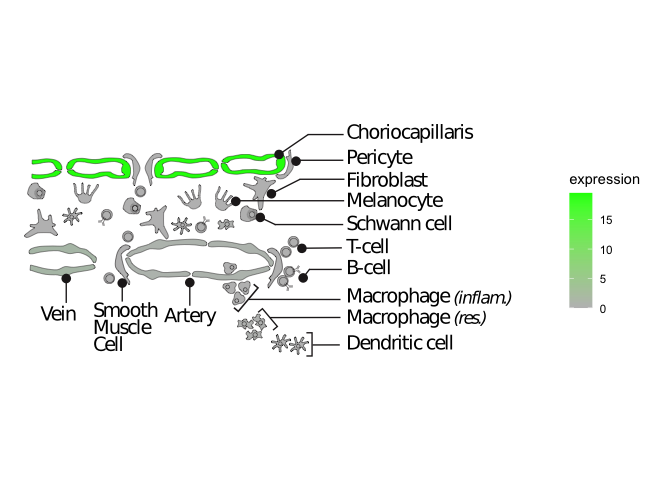 Choriocapillaris
Pericyte
Fibroblast
Melanocyte
Schwann cell
T-cell
B-cell
Macrophage (inflam.)
Macrophage (res.)
Dendritic cell
Vein
Smooth
Muscle
Cell
Artery
expression
15
10
5
0